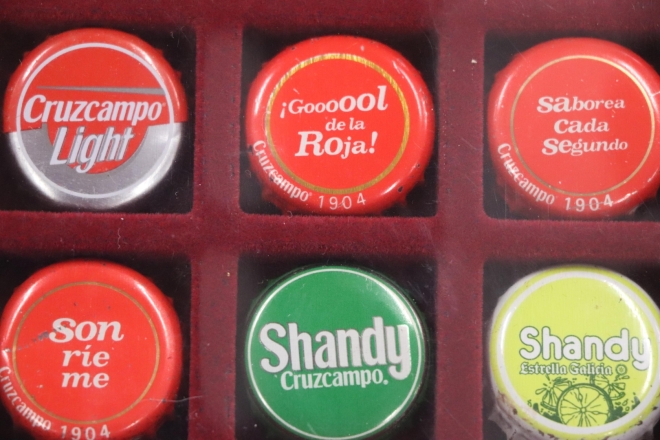 Cruzcampo
Light
¡Goooool
de la
Roja!
Cruzcampo 1904
saborea
cada
segundo
Cruzcampo 1904
son
ríe
me
Cruzcampo 1904
Shandy
Cruzcampo®
Shandy
Estrella Galicia